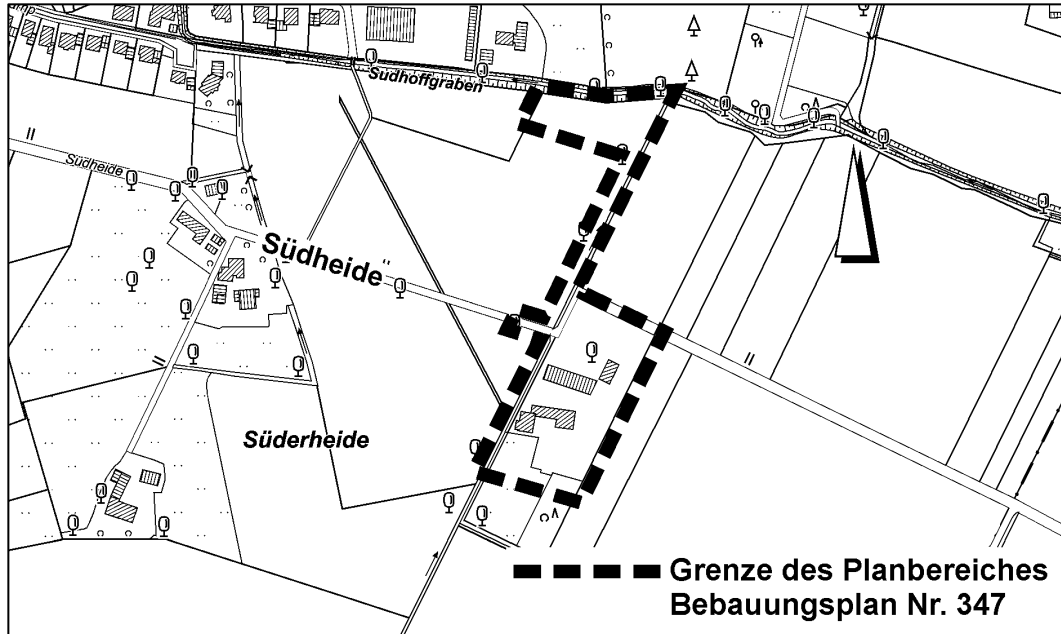 Sudhoffgraben
Südheide
Südheide
Süderheide
Grenze des Planbereiches
Bebauungsplan Nr. 347